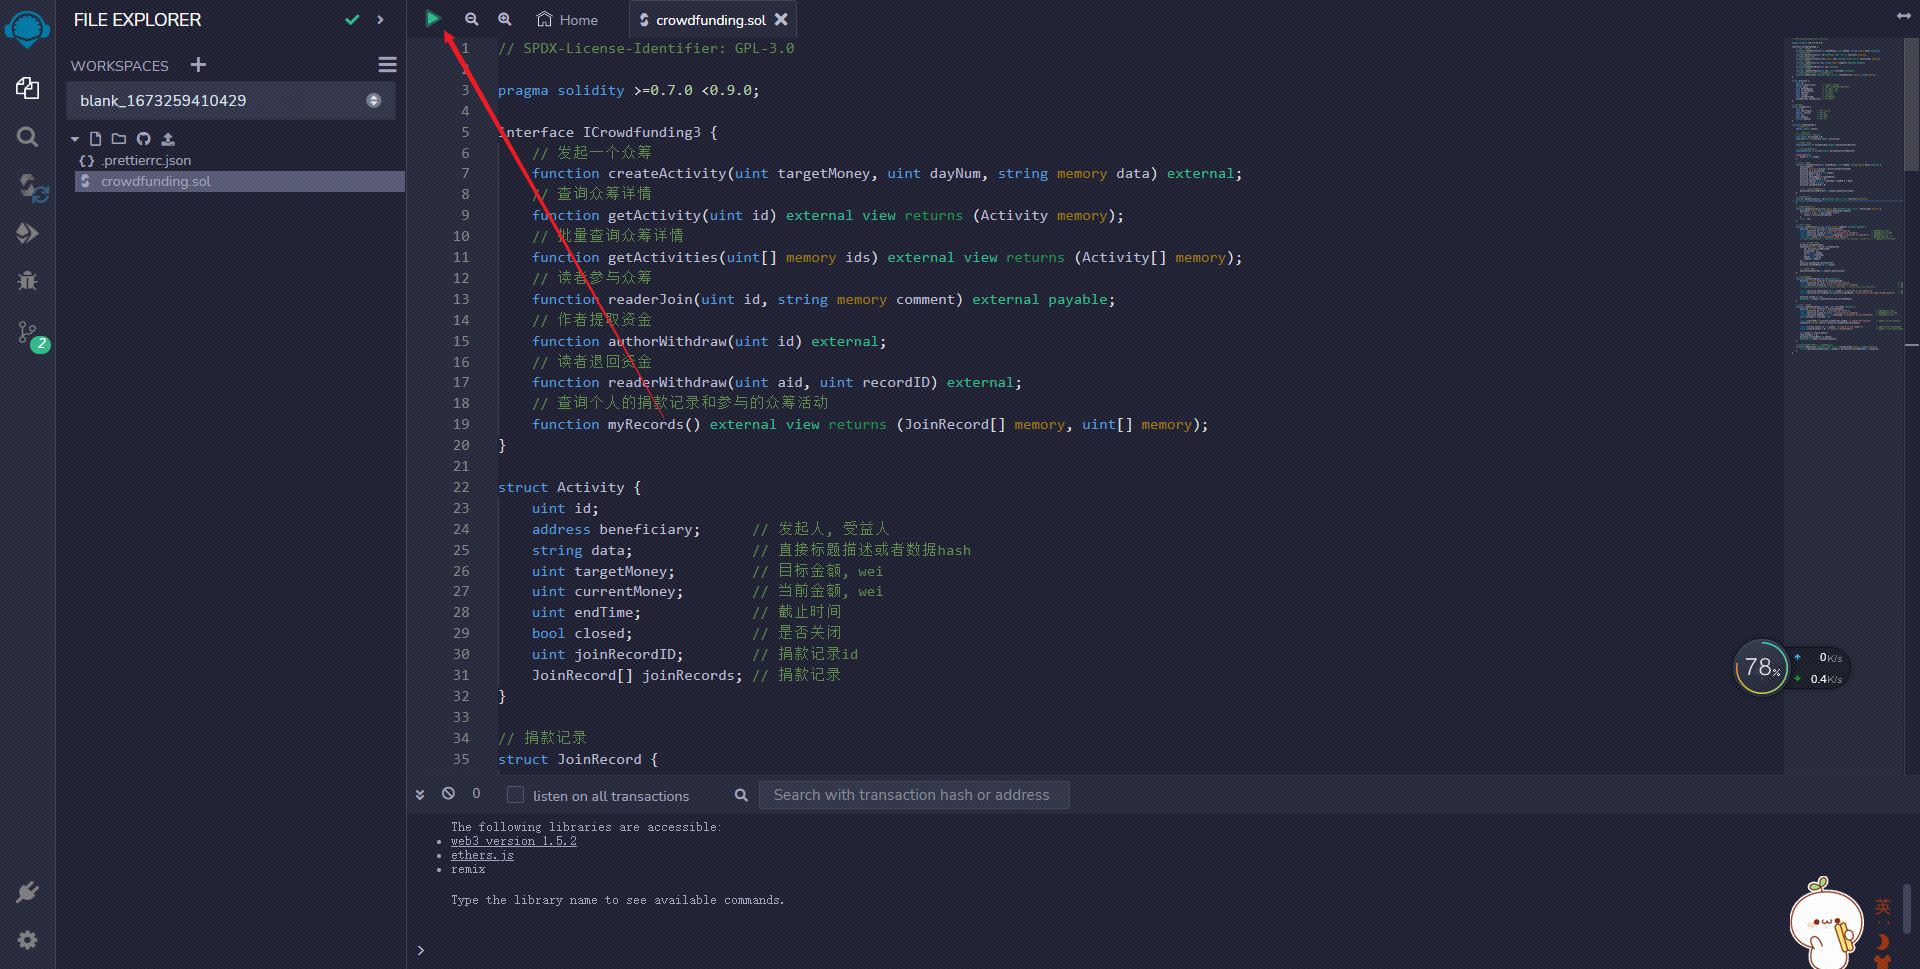 FILE EXPLORER
WORKSPACES
blank_1673259410429
.prettierrc.json
crowdfunding.sol
2
Home
crowdfunding.sol
1 // SPDX-License-Identifier: GPL-3.0
2
3 pragma solidity >=0.7.0 <0.9.0;
4
5 interface ICrowdfunding3 {
6 // 发起一个众筹
7 function createActivity(uint targetMoney, uint dayNum, string memory data) external;
8 // 查询众筹详情
9 function getActivity(uint id) external view returns (Activity memory);
10 // 批量查询众筹详情
11 function getActivities(uint[] memory ids) external view returns (Activity[] memory);
12 // 读者参与众筹
13 function readerJoin(uint id, string memory comment) external payable;
14 // 作者提取资金
15 function authorWithdraw(uint id) external;
16 // 读者退回资金
17 function readerWithdraw(uint aid, uint recordID) external;
18 // 查询个人的捐款记录和参与的众筹活动
19 function myRecords() external view returns (JoinRecord[] memory, uint[] memory);
20 }
21
22 struct Activity {
23 uint id;
24 address beneficiary; // 发起人, 受益人
25 string data; // 直接标题描述或者数据hash
26 uint targetMoney; // 目标金额, wei
27 uint currentMoney; // 当前金额, wei
28 uint endTime; // 截止时间
29 bool closed; // 是否关闭
30 uint joinRecordID; // 捐款记录id
31 JoinRecord[] joinRecords; // 捐款记录
32 }
33
34 // 捐款记录
35 struct JoinRecord {
78%
0K/s
0.4K/s
0
listen on all transactions
Search with transaction hash or address
The following libraries are accessible:
• web3 version 1.5.2
• ethers.js
• remix
Type the library name to see available commands.
>
英